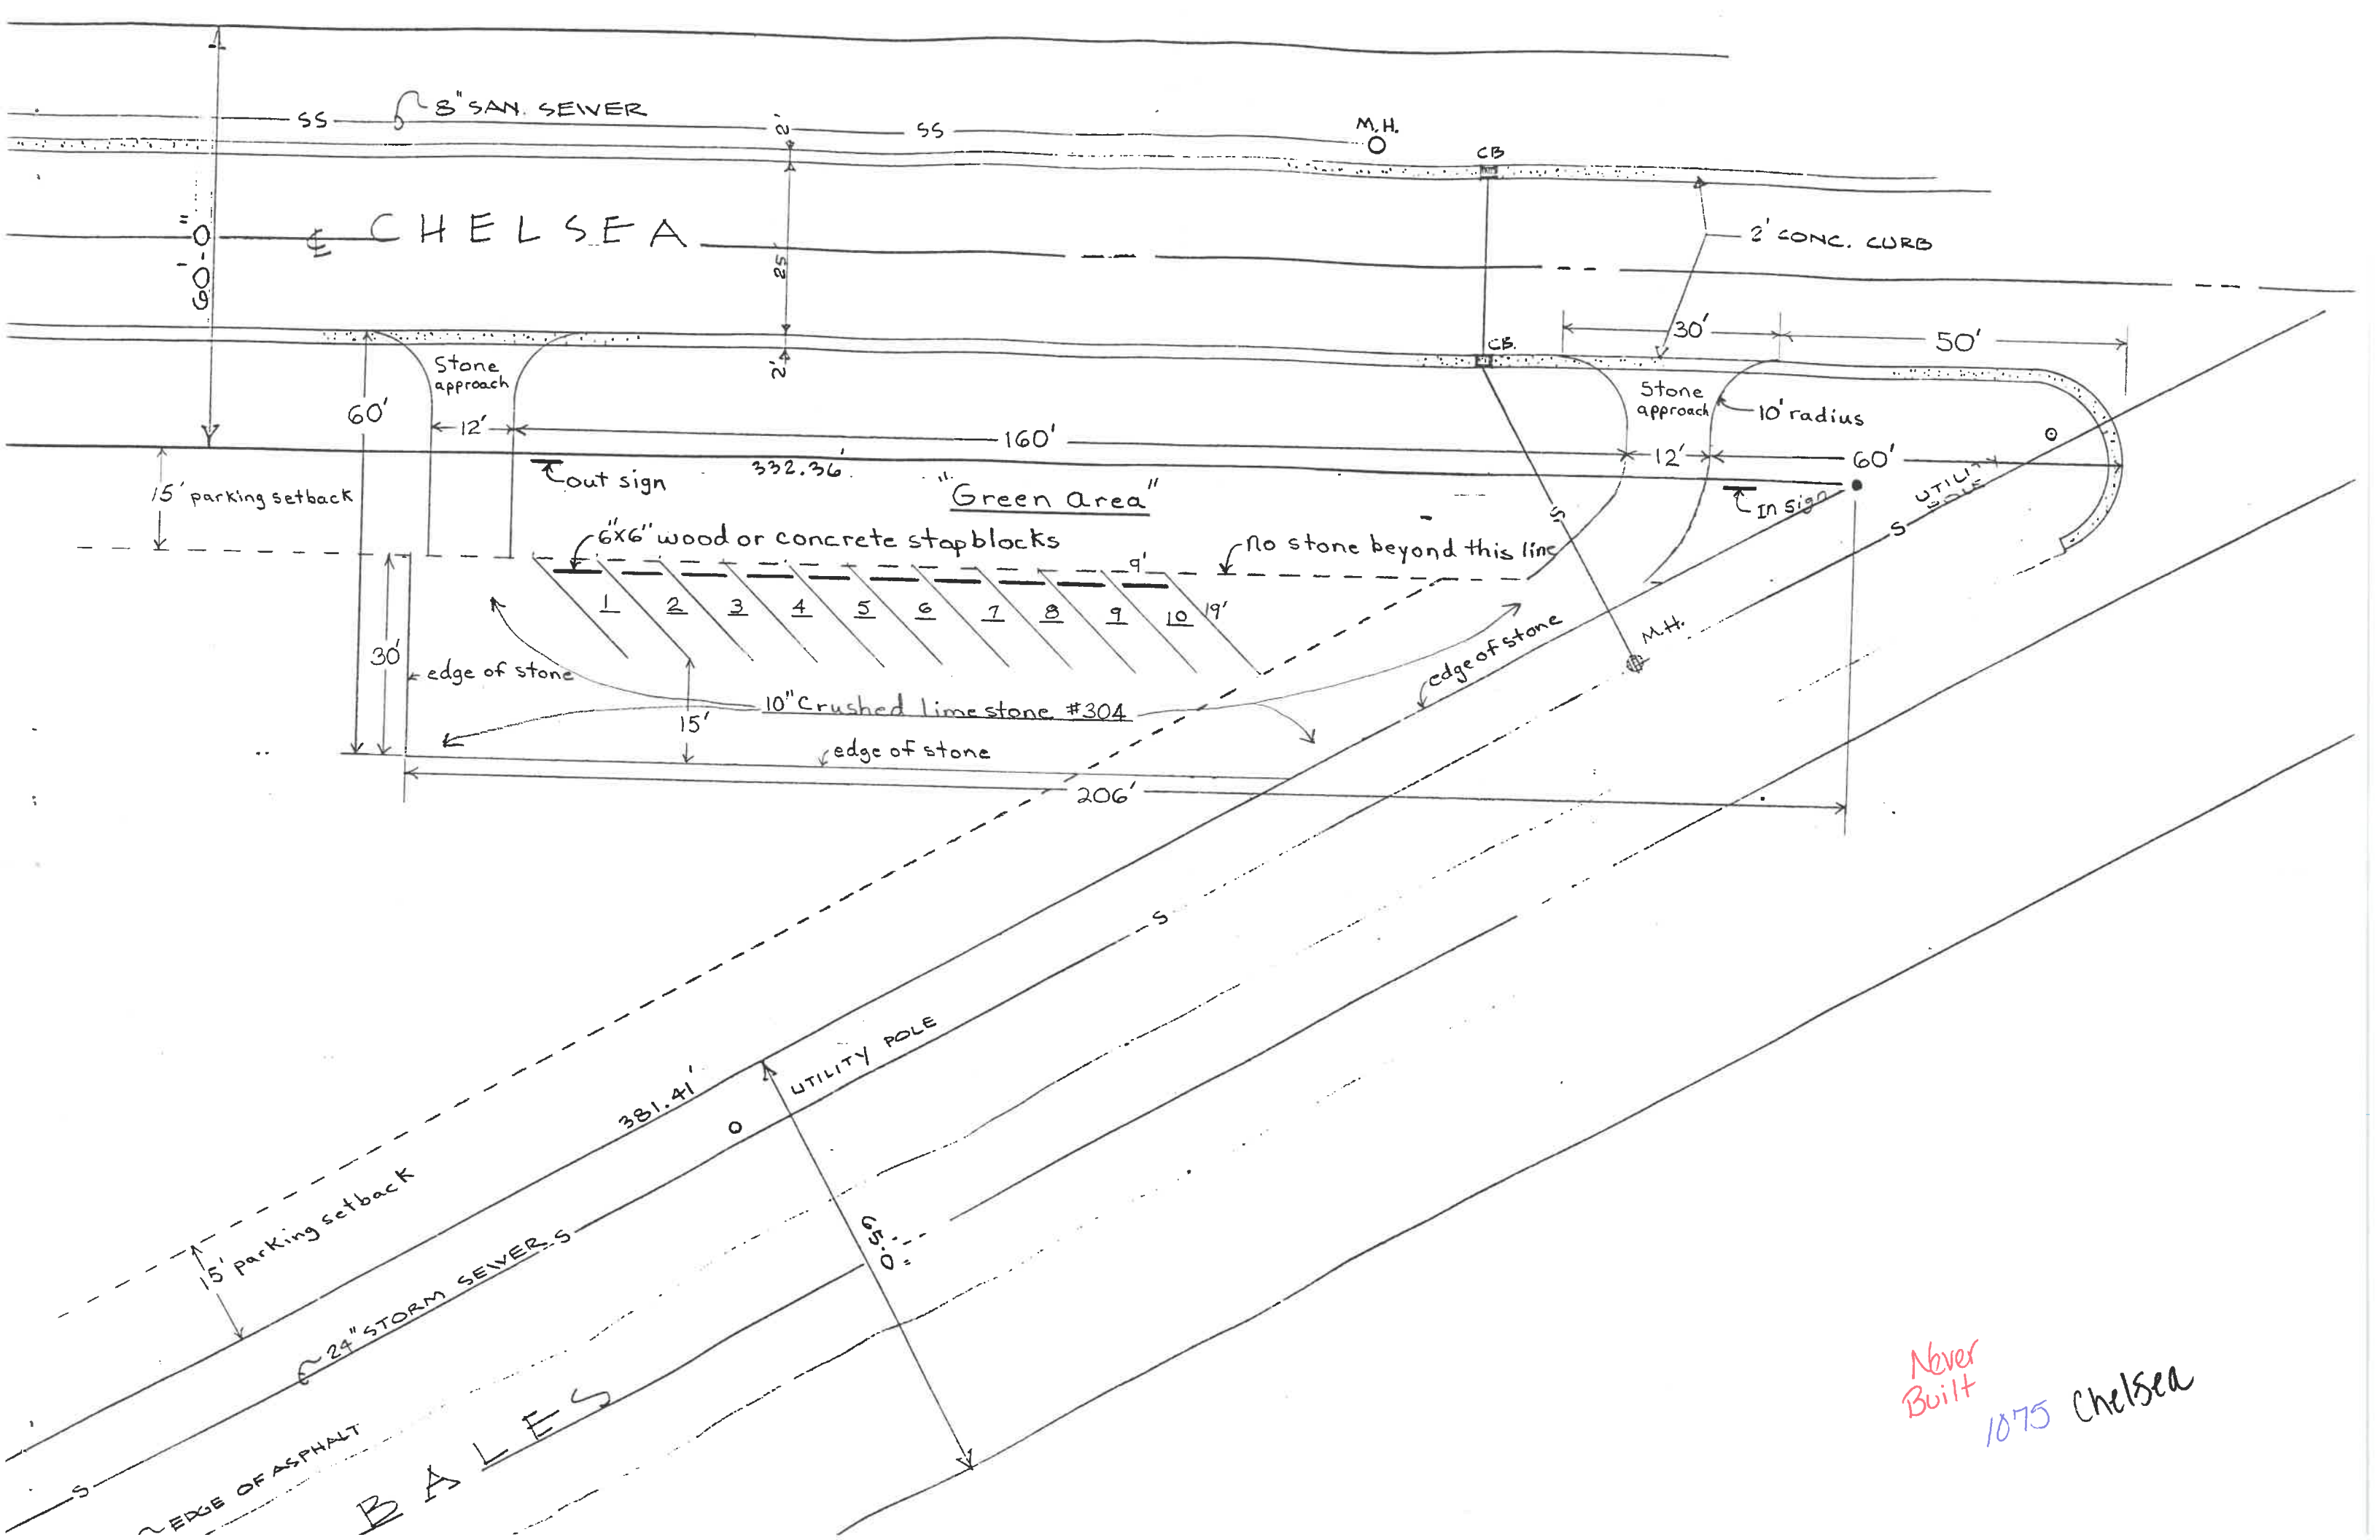 8" SAN. SEWER
SS
SS
2'
M.H.
CB
60'-0"
℄ CHELSEA
25
2' CONC. CURB
30'
50'
CB.
2'
Stone
approach
60'
12'
160'
Stone
approach
10' radius
12'
60'
332.36'
out sign
"Green area"
In sign
UTILITY
S
S
15' parking setback
6"x6" wood or concrete stop blocks
9'
no stone beyond this line
1 2 3 4 5 6 7 8 9 10
19'
M.H.
30'
edge of stone
edge of stone
10" Crushed limestone #304
15'
edge of stone
206'
S
UTILITY POLE
381.41'
15' parking setback
65'-0"
24" STORM SEWER S
S
EDGE OF ASPHALT
BALES
Never
Built
1075 Chelsea